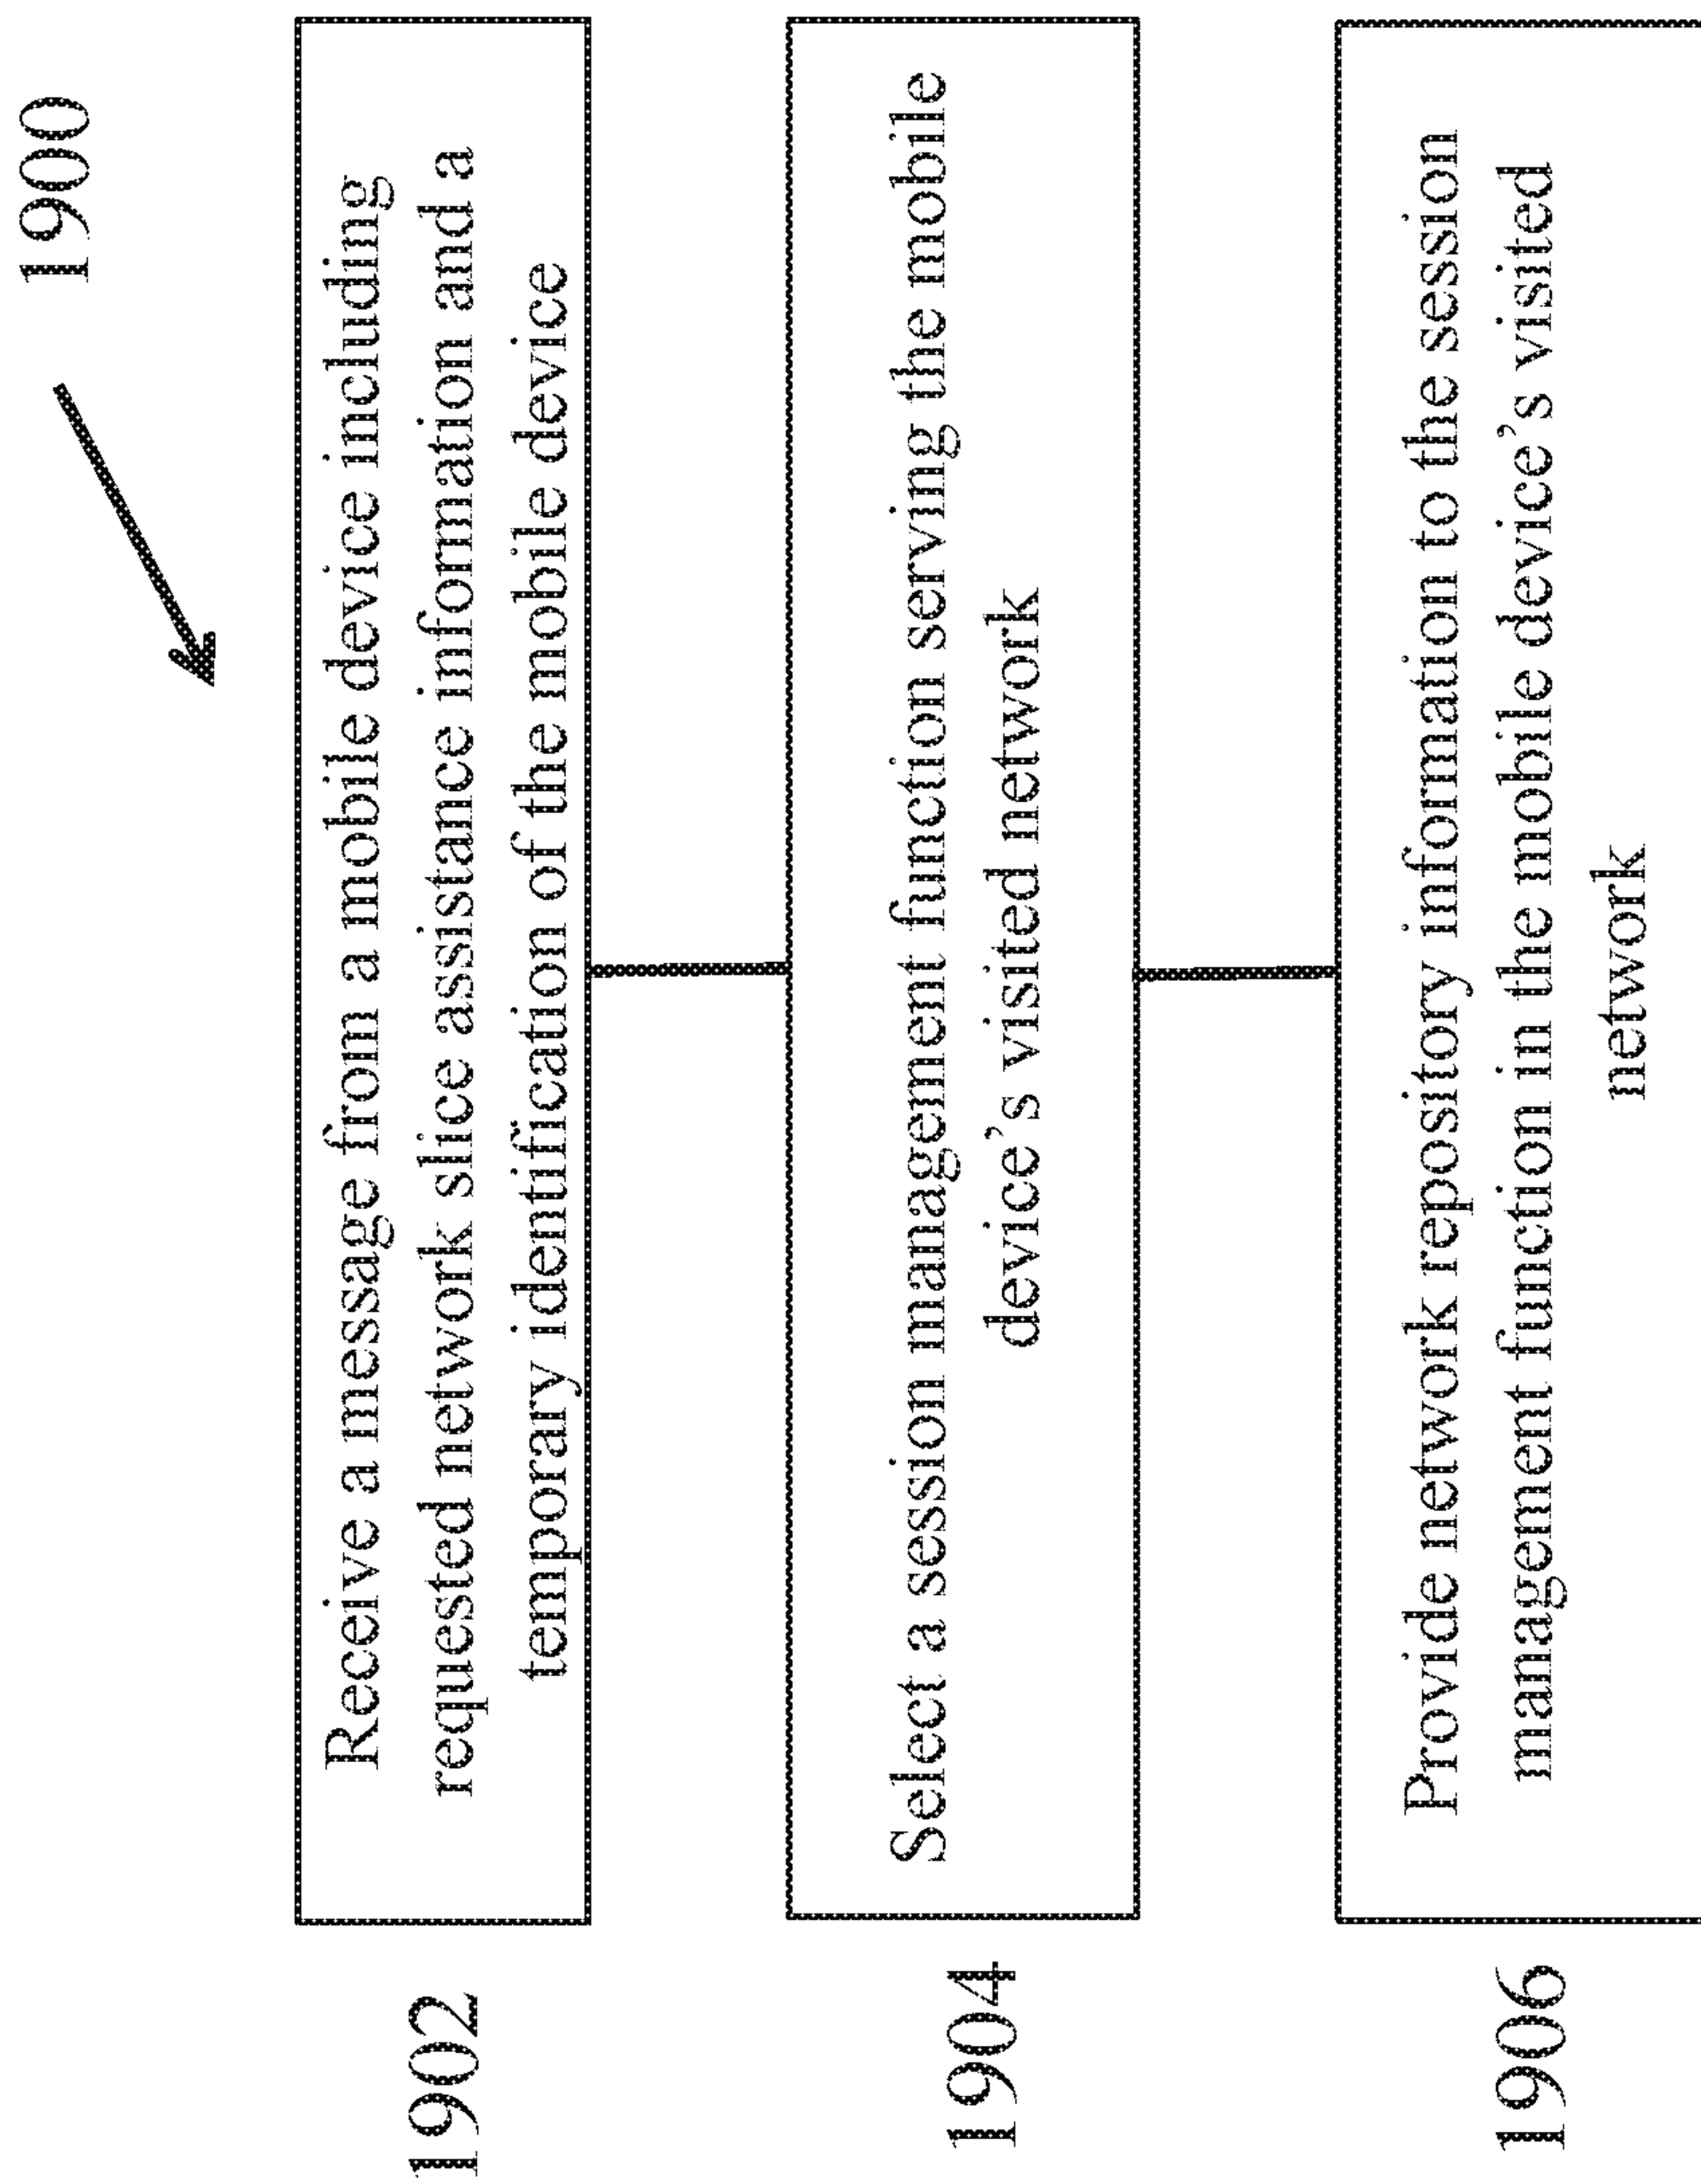 1900
1902
Receive a message from a mobile device including
requested network slice assistance information and a
temporary identification of the mobile device
1904
Select a session management function serving the mobile
device's visited network
1906
Provide network repository information to the session
management function in the mobile device's visited
network